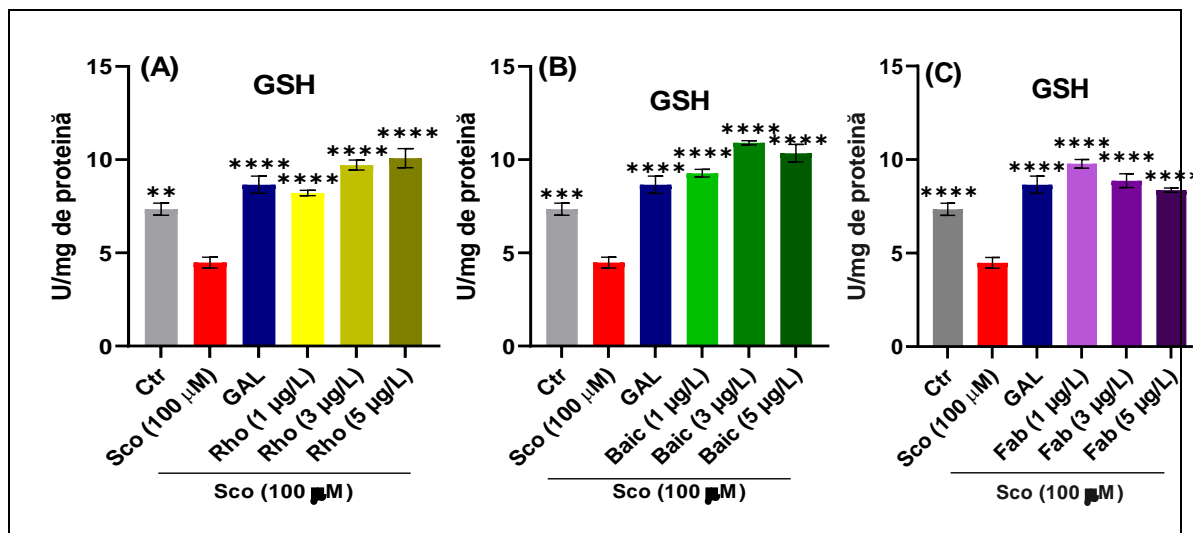 (A)
GSH
U/mg de proteină
15
10
5
0
**
****
****
****
****
Ctr
Sco (100 μM)
GAL
Rho (1 µg/L)
Rho (3 µg/L)
Rho (5 µg/L)
Sco (100 μM)
(B)
GSH
U/mg de proteină
15
10
5
0
***
****
****
****
****
Ctr
Sco (100 μM)
GAL
Baic (1 µg/L)
Baic (3 µg/L)
Baic (5 µg/L)
Sco (100 μM)
(C)
GSH
U/mg de proteină
15
10
5
0
****
****
****
****
****
Ctr
Sco (100 μM)
GAL
Fab (1 µg/L)
Fab (3 µg/L)
Fab (5 µg/L)
Sco (100 μM)